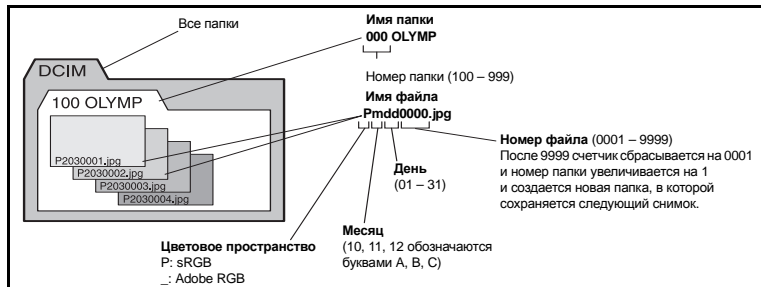 Все папки
Имя папки
000 OLYMP
Номер папки (100 – 999)
DCIM
100 OLYMP
P2030001.jpg
P2030002.jpg
P2030003.jpg
P2030004.jpg
Имя файла
Pmdd0000.jpg
Номер файла (0001 – 9999)
После 9999 счетчик сбрасывается на 0001
и номер папки увеличивается на 1
и создается новая папка, в которой
сохраняется следующий снимок.
День
(01 – 31)
Месяц
(10, 11, 12 обозначаются
буквами A, B, C)
Цветовое пространство
P: sRGB
_: Adobe RGB